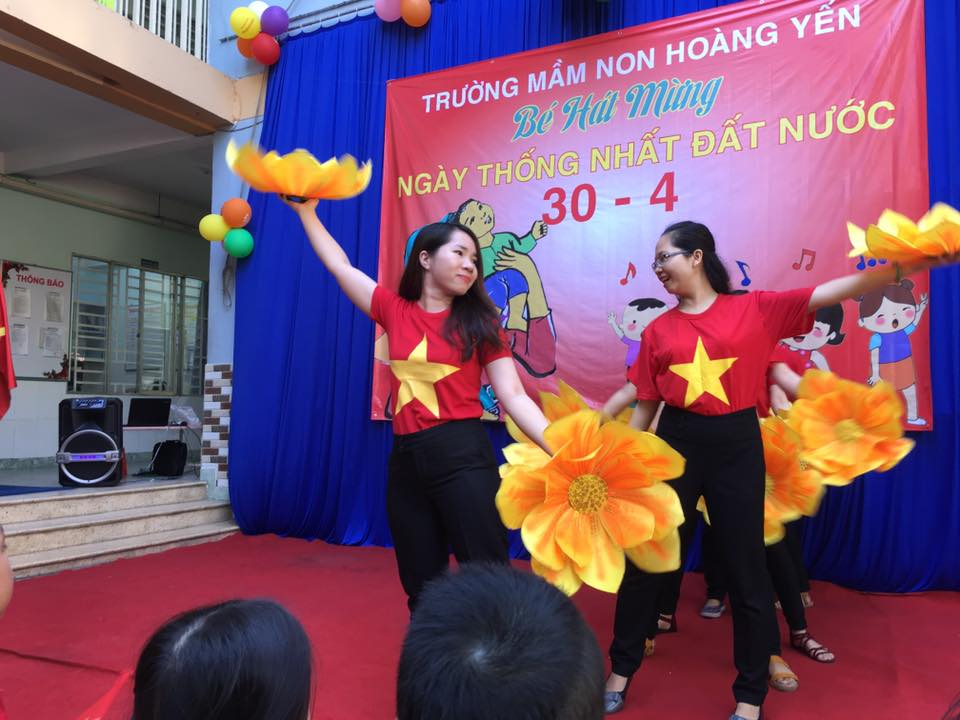 TRƯỜNG MẦM NON HOÀNG YẾN
Bé Hát Mừng
NGÀY THỐNG NHẤT ĐẤT NƯỚC
30 - 4
THÔNG BÁO